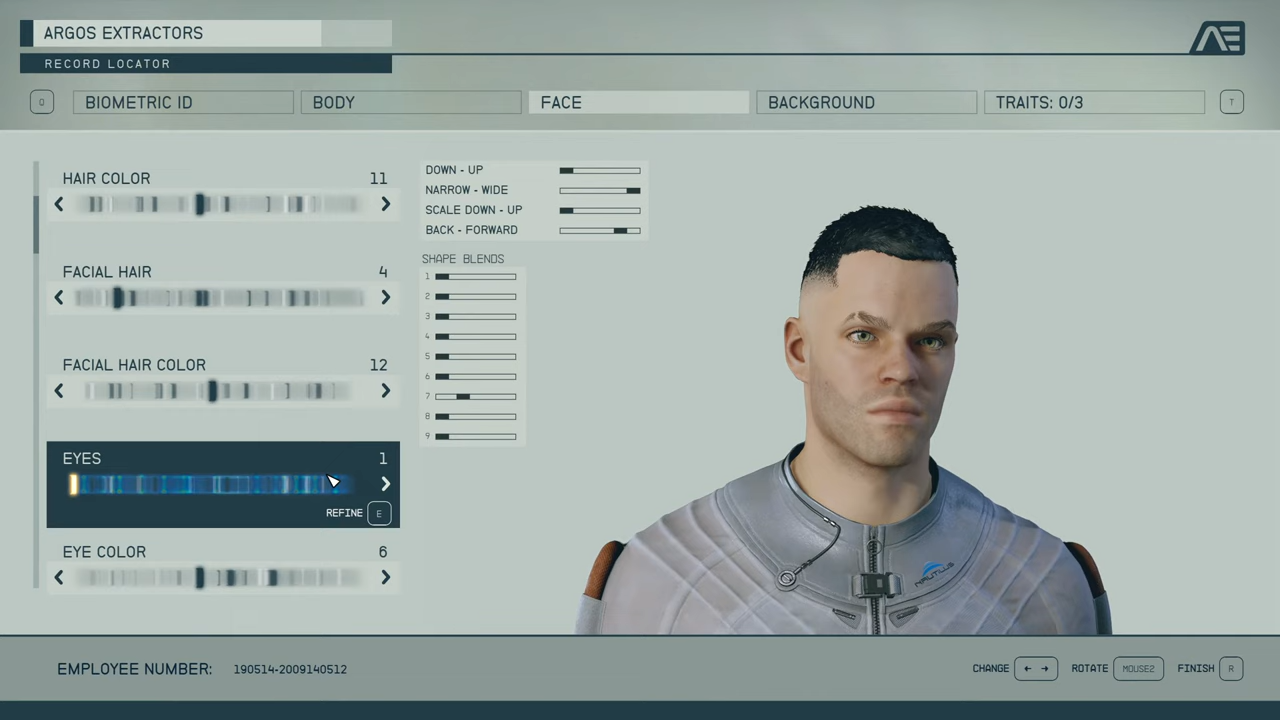 ARGOS EXTRACTORS
RECORD LOCATOR
AE
Q BIOMETRIC ID BODY FACE BACKGROUND TRAITS: 0/3 T
HAIR COLOR 11
FACIAL HAIR 4
FACIAL HAIR COLOR 12
EYES 1
REFINE E
EYE COLOR 6
DOWN - UP
NARROW - WIDE
SCALE DOWN - UP
BACK - FORWARD
SHAPE BLENDS
1
2
3
4
5
6
7
8
9
NAUTILUS
EMPLOYEE NUMBER: 190514-2009140512
CHANGE ← → ROTATE MOUSE2 FINISH R